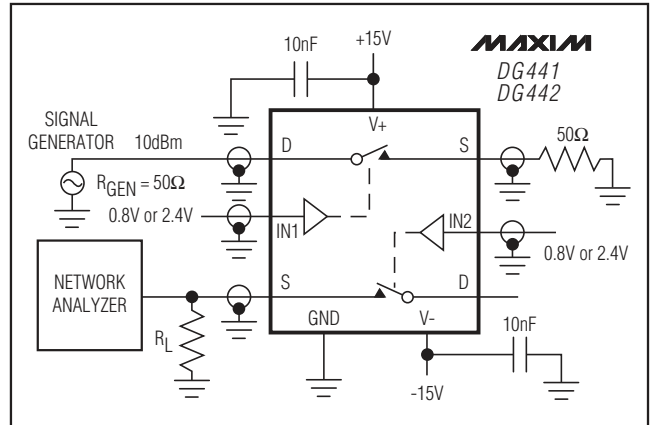 10nF
+15V
MAXIM
DG441
DG442
SIGNAL
GENERATOR
10dBm
V+
D
S
50Ω
RGEN = 50Ω
0.8V or 2.4V
IN1
IN2
0.8V or 2.4V
NETWORK
ANALYZER
S
D
RL
GND
V-
10nF
-15V